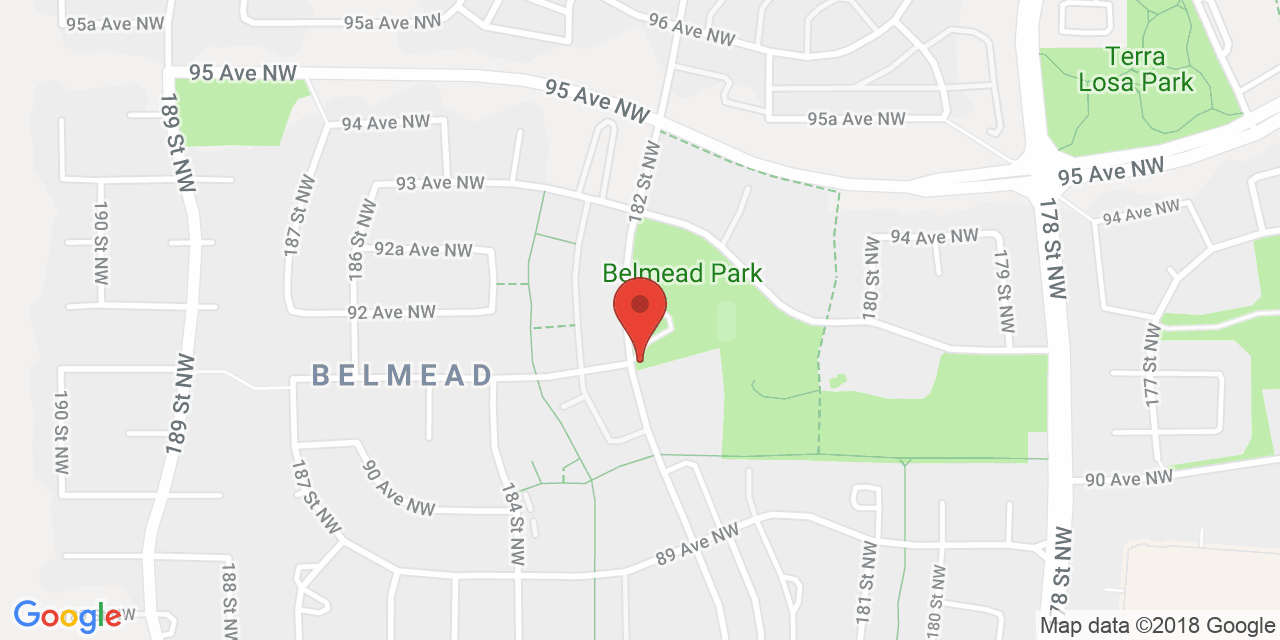 95a Ave NW
95a Ave NW
96 Ave NW
95 Ave NW
95 Ave NW
Terra
Losa Park
95a Ave NW
189 St NW
94 Ave NW
182 St NW
95 Ave NW
93 Ave NW
187 St NW
186 St NW
190 St NW
92a Ave NW
178 St NW
94 Ave NW
94 Ave NW
180 St NW
179 St NW
Belmead Park
92 Ave NW
BELMEAD
177 St NW
189 St NW
190 St NW
90 Ave NW
187 St NW
184 St NW
90 Ave NW
89 Ave NW
181 St NW
180 St NW
78 St NW
188 St NW
NW
Google
Map data ©2018 Google